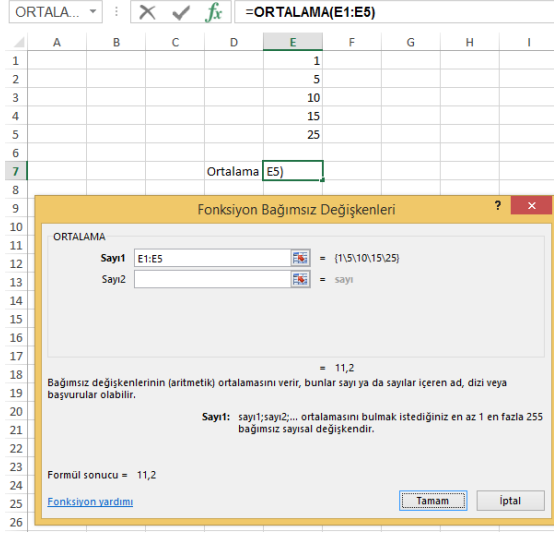 ORTALA... fx =ORTALAMA(E1:E5)
A B C D E F G H I
1 1
2 5
3 10
4 15
5 25
6
7 Ortalama E5)
8
9 Fonksiyon Bağımsız Değişkenleri ? ×
10
11 ORTALAMA
12 Sayı1 E1:E5 = {1\5\10\15\25}
13 Sayı2 = sayı
14
15
16
17
18 = 11,2
19 Bağımsız değişkenlerinin (aritmetik) ortalamasını verir, bunlar sayı ya da sayılar içeren ad, dizi veya
başvurular olabilir.
20 Sayı1: sayı1;sayı2;... ortalamasını bulmak istediğiniz en az 1 en fazla 255
21 bağımsız sayısal değişkendir.
22
23
24 Formül sonucu = 11,2
25 Fonksiyon yardımı Tamam İptal
26